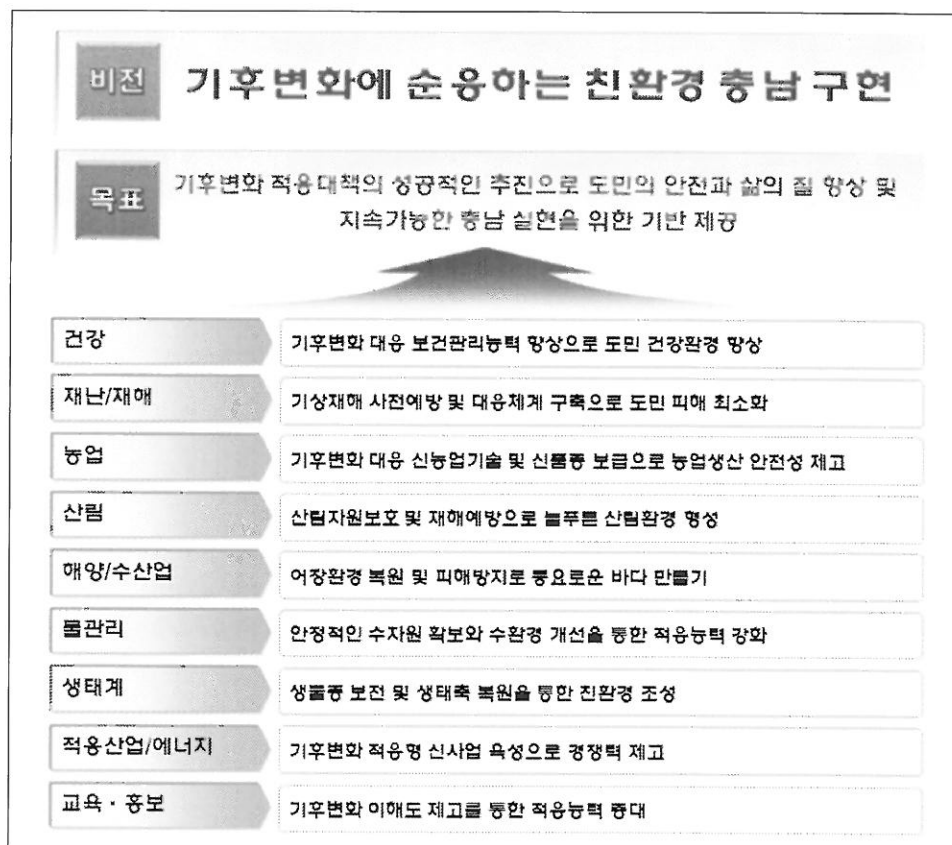 비전
기후변화에 순응하는 친환경 충남 구현
목표
기후변화 적응대책의 성공적인 추진으로 도민의 안전과 삶의 질 향상 및
지속가능한 충남 실현을 위한 기반 제공
건강
기후변화 대응 보건관리능력 향상으로 도민 건강환경 향상
재난/재해
기상재해 사전예방 및 대응체계 구축으로 도민 피해 최소화
농업
기후변화 대응 신농업기술 및 신품종 보급으로 농업생산 안전성 제고
산림
산림자원보호 및 재해예방으로 늘푸른 산림환경 형성
해양/수산업
어장환경 복원 및 피해방지로 풍요로운 바다 만들기
물관리
안정적인 수자원 확보와 수환경 개선을 통한 적응능력 강화
생태계
생물종 보전 및 생태축 복원을 통한 친환경 조성
적응산업/에너지
기후변화 적응형 신사업 육성으로 경쟁력 제고
교육 · 홍보
기후변화 이해도 제고를 통한 적응능력 증대